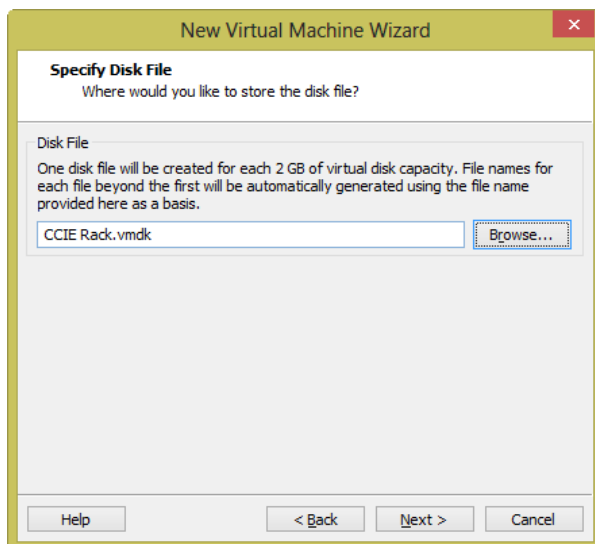 New Virtual Machine Wizard
Specify Disk File
Where would you like to store the disk file?
Disk File
One disk file will be created for each 2 GB of virtual disk capacity. File names for
each file beyond the first will be automatically generated using the file name
provided here as a basis.
CCIE Rack.vmdk Browse...
Help < Back Next > Cancel